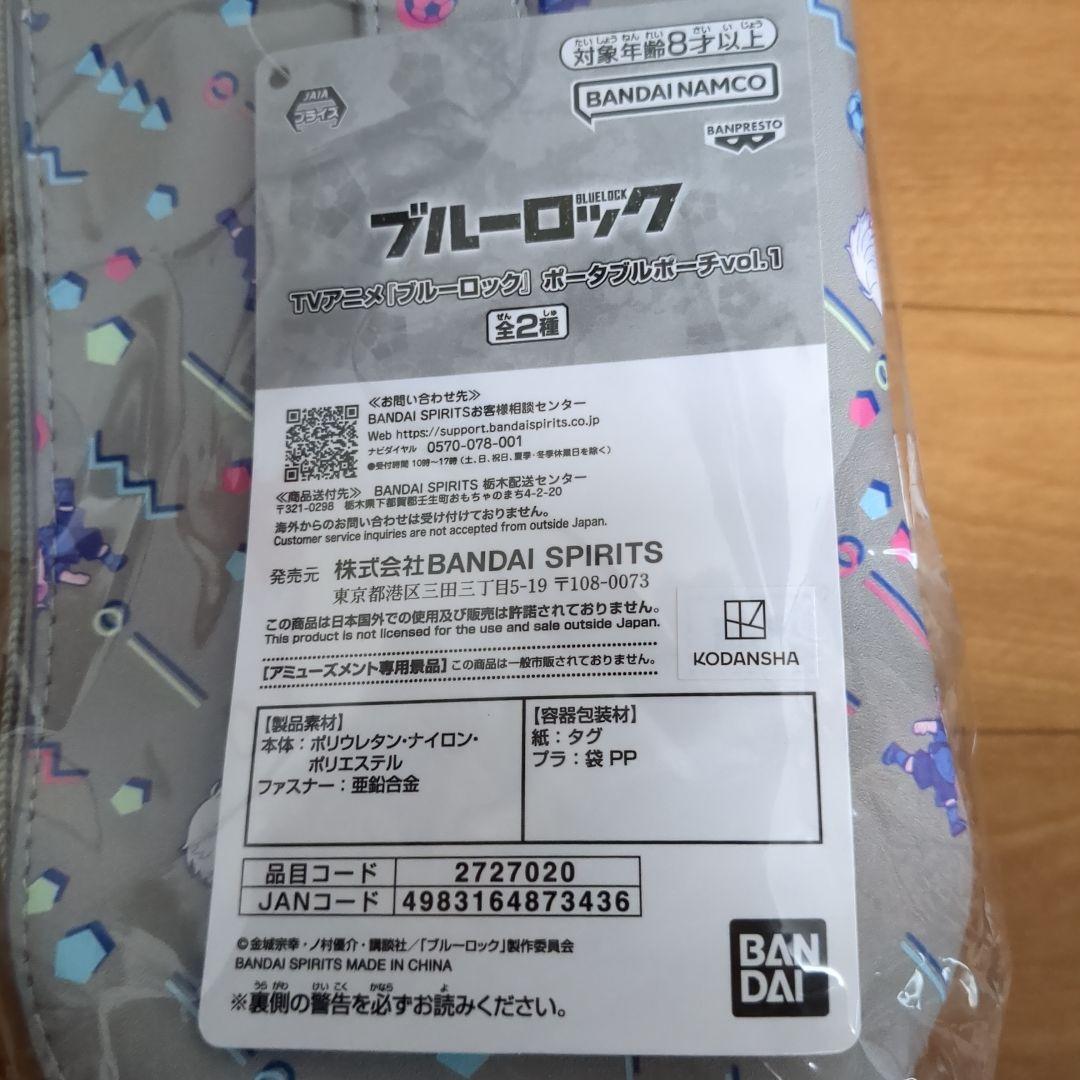 たいしょうねんれい さい い じょう
対象年齢8才以上
JAIA
プライズ
BANDAI NAMCO
BANPRESTO
ブルーロック
BLUELOCK
TVアニメ『ブルーロック』 ポータブルポーチvol.1
ぜん しゅ
全2種
≪お問い合わせ先≫
BANDAI SPIRITSお客様相談センター
Web https://support.bandaispirits.co.jp
ナビダイヤル 0570-078-001
●受付時間 10時〜17時(土、日、祝日、夏季・冬季休業日を除く)
≪商品送付先≫ BANDAI SPIRITS 栃木配送センター
〒321-0298 栃木県下都賀郡壬生町おもちゃのまち4-2-20
海外からのお問い合わせは受け付けておりません。
Customer service inquiries are not accepted from outside Japan.
発売元 株式会社BANDAI SPIRITS
東京都港区三田三丁目5-19 〒108-0073
この商品は日本国外での使用及び販売は許諾されておりません。
This product is not licensed for the use and sale outside Japan.
[アミューズメント専用景品] この商品は一般市販されておりません。
KODANSHA
【製品素材】
本体:ポリウレタン・ナイロン・
ポリエステル
ファスナー:亜鉛合金
【容器包装材】
紙:タグ
プラ:袋 PP
品目コード 2727020
JANコード 4983164873436
©金城宗幸・ノ村優介・講談社/「ブルーロック」製作委員会
BANDAI SPIRITS MADE IN CHINA
うらがわ けいこく かなら よ
※裏側の警告を必ずお読みください。
BAN
DAI